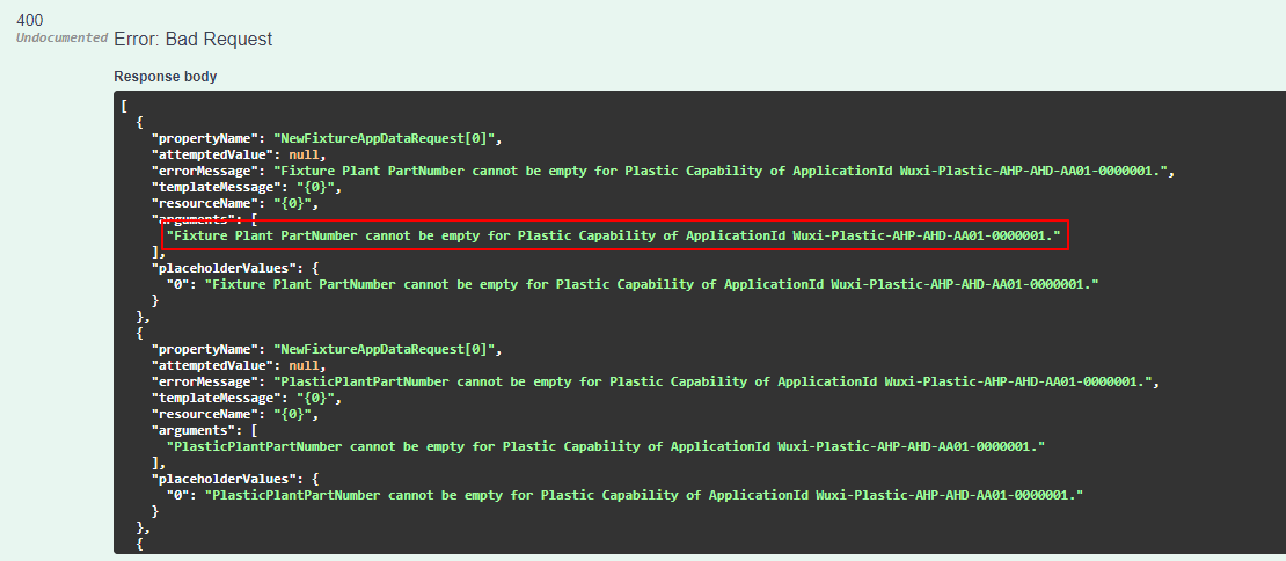 400
Undocumented Error: Bad Request
Response body
[
{
"propertyName": "NewFixtureAppDataRequest[0]",
"attemptedValue": null,
"errorMessage": "Fixture Plant PartNumber cannot be empty for Plastic Capability of ApplicationId Wuxi-Plastic-AHP-AHD-AA01-0000001.",
"templateMessage": "{0}",
"resourceName": "{0}",
"arguments": [
"Fixture Plant PartNumber cannot be empty for Plastic Capability of ApplicationId Wuxi-Plastic-AHP-AHD-AA01-0000001."
],
"placeholderValues": {
"0": "Fixture Plant PartNumber cannot be empty for Plastic Capability of ApplicationId Wuxi-Plastic-AHP-AHD-AA01-0000001."
}
},
{
"propertyName": "NewFixtureAppDataRequest[0]",
"attemptedValue": null,
"errorMessage": "PlasticPlantPartNumber cannot be empty for Plastic Capability of ApplicationId Wuxi-Plastic-AHP-AHD-AA01-0000001.",
"templateMessage": "{0}",
"resourceName": "{0}",
"arguments": [
"PlasticPlantPartNumber cannot be empty for Plastic Capability of ApplicationId Wuxi-Plastic-AHP-AHD-AA01-0000001."
],
"placeholderValues": {
"0": "PlasticPlantPartNumber cannot be empty for Plastic Capability of ApplicationId Wuxi-Plastic-AHP-AHD-AA01-0000001."
}
},
{